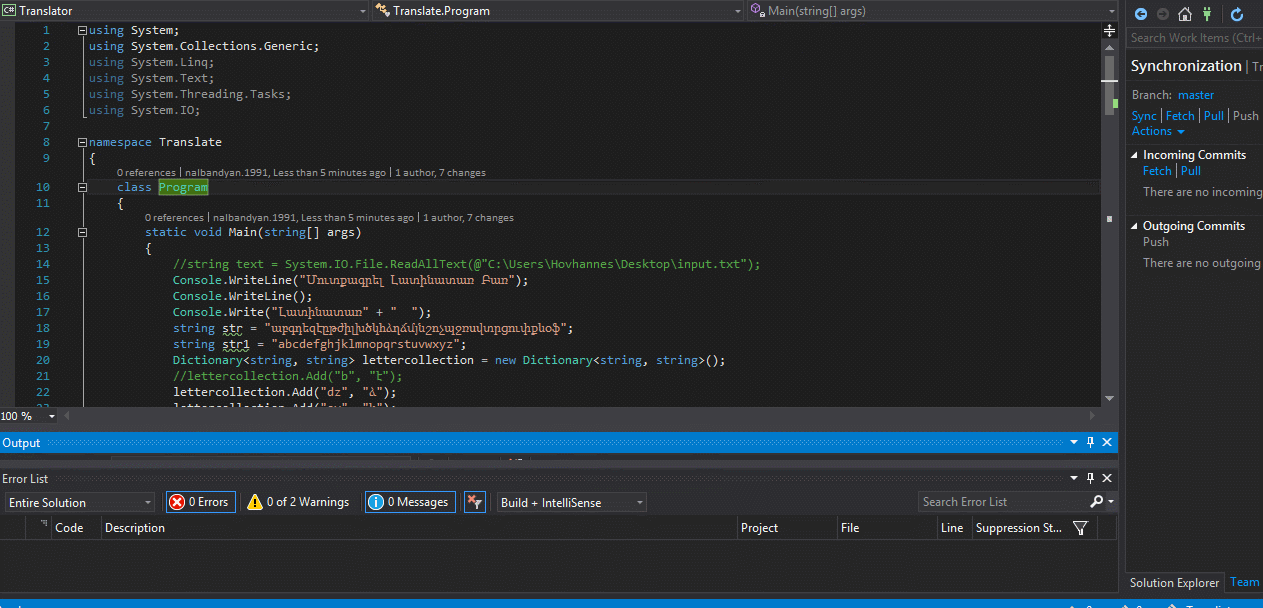 Translator Translate.Program Main(string[] args)
Search Work Items (Ctrl+
Synchronization | Tr
Branch: master
Sync | Fetch | Pull | Push
Actions
Incoming Commits
Fetch | Pull
There are no incoming
Outgoing Commits
Push
There are no outgoing
1 using System;
2 using System.Collections.Generic;
3 using System.Linq;
4 using System.Text;
5 using System.Threading.Tasks;
6 using System.IO;
7
8 namespace Translate
9 {
0 references | nalbandyan.1991, Less than 5 minutes ago | 1 author, 7 changes
10 class Program
11 {
0 references | nalbandyan.1991, Less than 5 minutes ago | 1 author, 7 changes
12 static void Main(string[] args)
13 {
14 //string text = System.IO.File.ReadAllText(@"C:\Users\Hovhannes\Desktop\input.txt");
15 Console.WriteLine("Մուտքագրել Լատինատառ Բառ");
16 Console.WriteLine();
17 Console.Write("Լատինատառ" + "  ");
18 string str =
19 string str1 = "abcdefghjklmnopqrstuvwxyz";
20 Dictionary<string, string> lettercollection = new Dictionary<string, string>();
21 //lettercollection.Add("b", "է");
22 lettercollection.Add("dz", "ձ");
100 %
Output
Error List
Entire Solution 0 Errors 0 of 2 Warnings 0 Messages Build + IntelliSense Search Error List
Code Description Project File Line Suppression St...
Solution Explorer Team